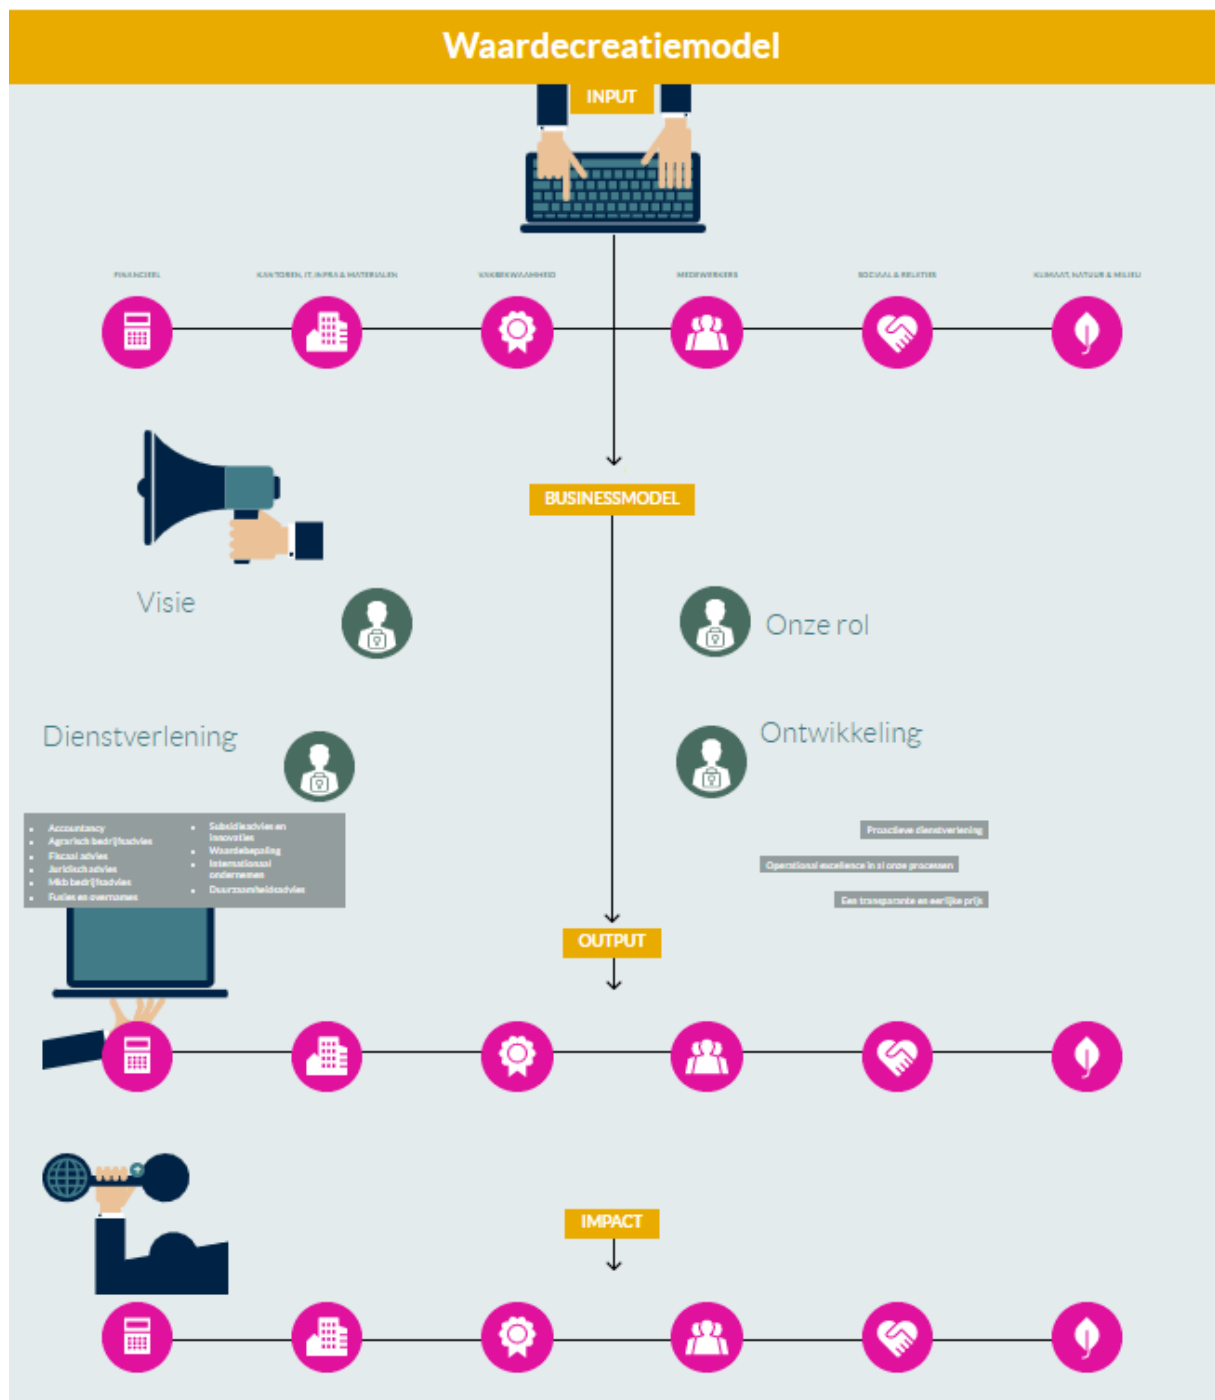 Waardecreatiemodel
INPUT
FINANCIEEL
KANTOREN, IT, INFRA & MATERIALEN
VAKBEKWAAMHEID
MEDEWERKERS
SOCIAAL & RELATIES
KLIMAAT, NATUUR & MILIEU
BUSINESSMODEL
Visie
Onze rol
Dienstverlening
Ontwikkeling
Accountancy
Agrarisch bedrijfsadvies
Fiscaal advies
Juridisch advies
Mkb bedrijfsadvies
Fusies en overnames
Subsidieadvies en
innovaties
Waardebepaling
Internationaal
ondernemen
Duurzaamheidsadvies
Proactieve dienstverlening
Operational excellence in al onze processen
Een transparante en eerlijke prijs
OUTPUT
IMPACT